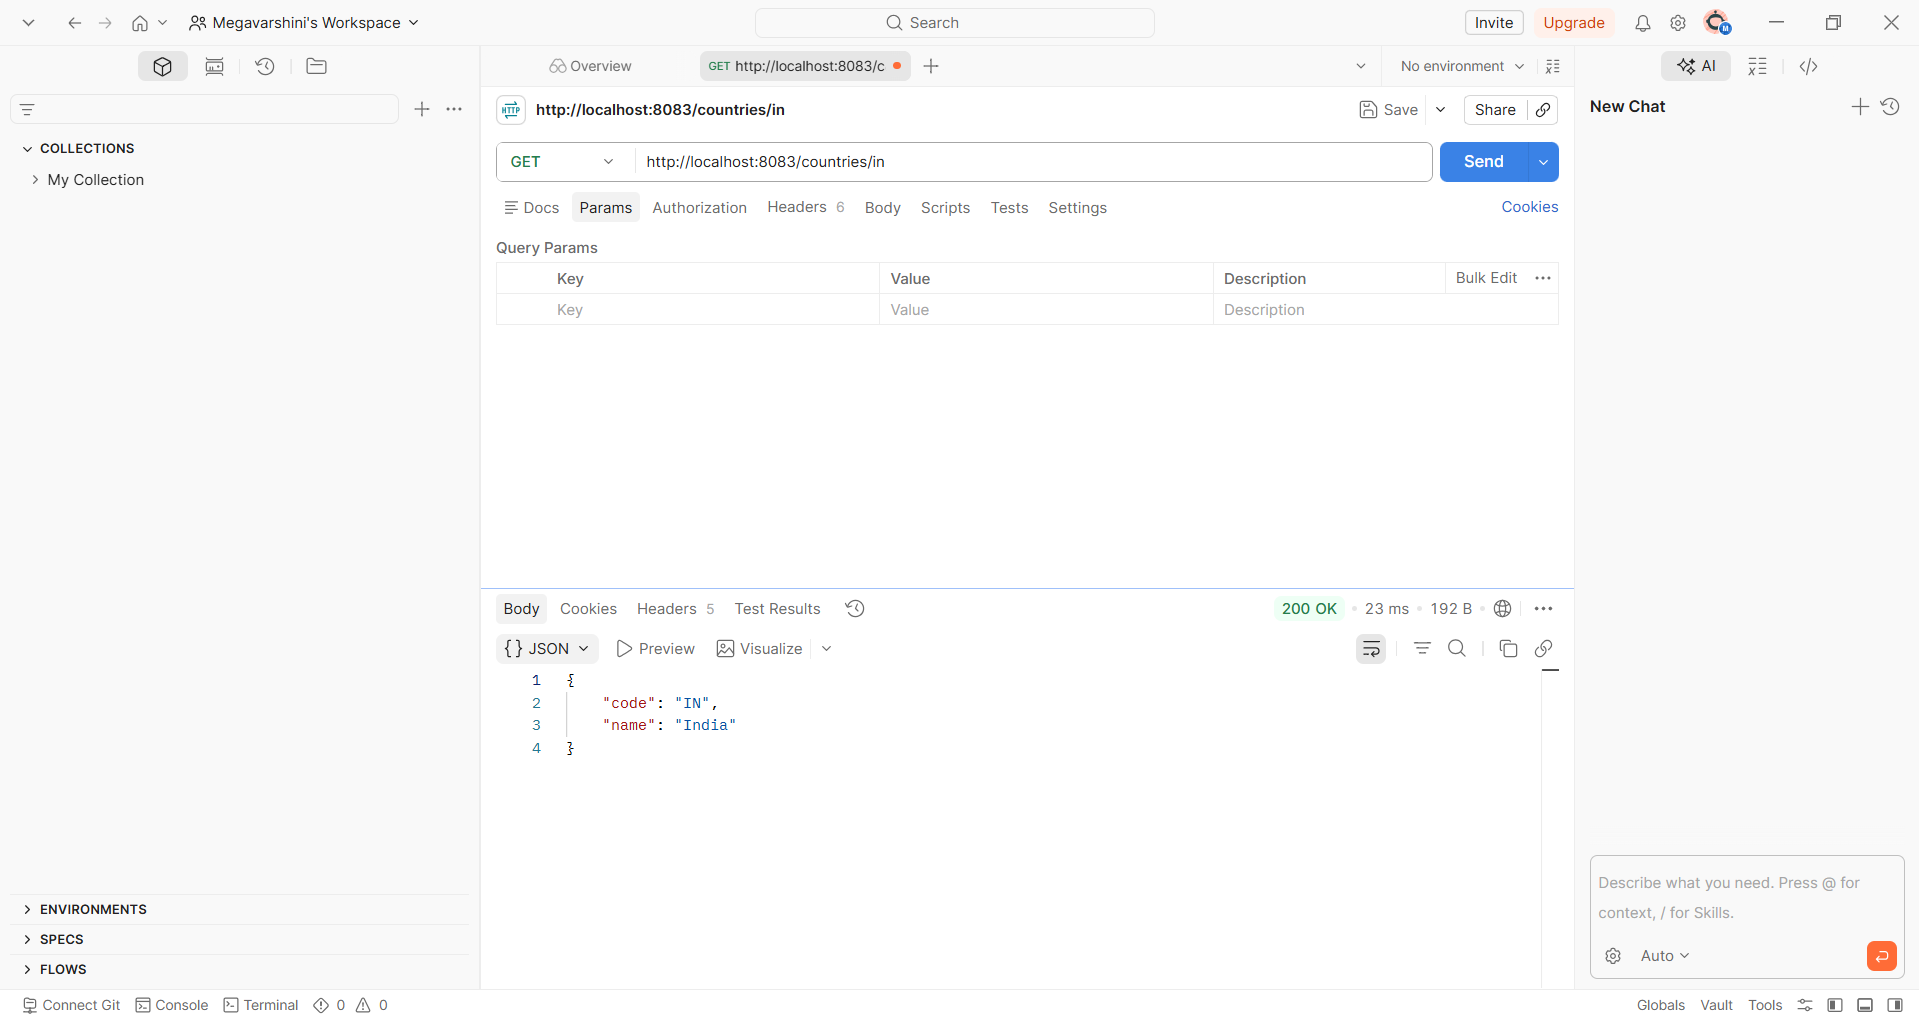 Megavarshini's Workspace
Search
Invite
Upgrade
M
Overview
GET http://localhost:8083/c
No environment
AI
HTTP
http://localhost:8083/countries/in
Save
Share
New Chat
COLLECTIONS
My Collection
GET
http://localhost:8083/countries/in
Send
Docs
Params
Authorization
Headers 6
Body
Scripts
Tests
Settings
Cookies
Query Params
Key
Value
Description
Bulk Edit
Key
Value
Description
Body
Cookies
Headers 5
Test Results
200 OK
23 ms
192 B
{} JSON
Preview
Visualize
1 {
2 "code": "IN",
3 "name": "India"
4 }
ENVIRONMENTS
SPECS
FLOWS
Describe what you need. Press @ for
context, / for Skills.
Auto
Connect Git
Console
Terminal
0
0
Globals
Vault
Tools